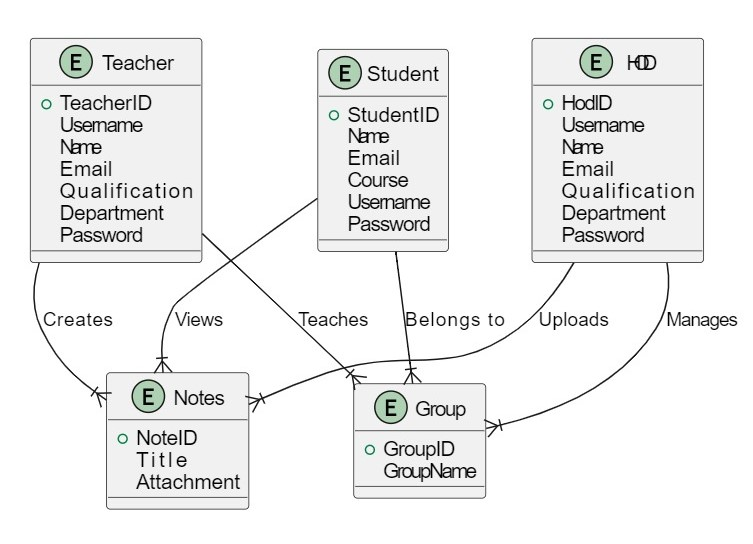 E Teacher
TeacherID
Username
Name
Email
Qualification
Department
Password
E Student
StudentID
Name
Email
Course
Username
Password
E HOD
HodID
Username
Name
Email
Qualification
Department
Password
Creates
Views
Teaches
Belongs to
Uploads
Manages
E Notes
NoteID
Title
Attachment
E Group
GroupID
GroupName